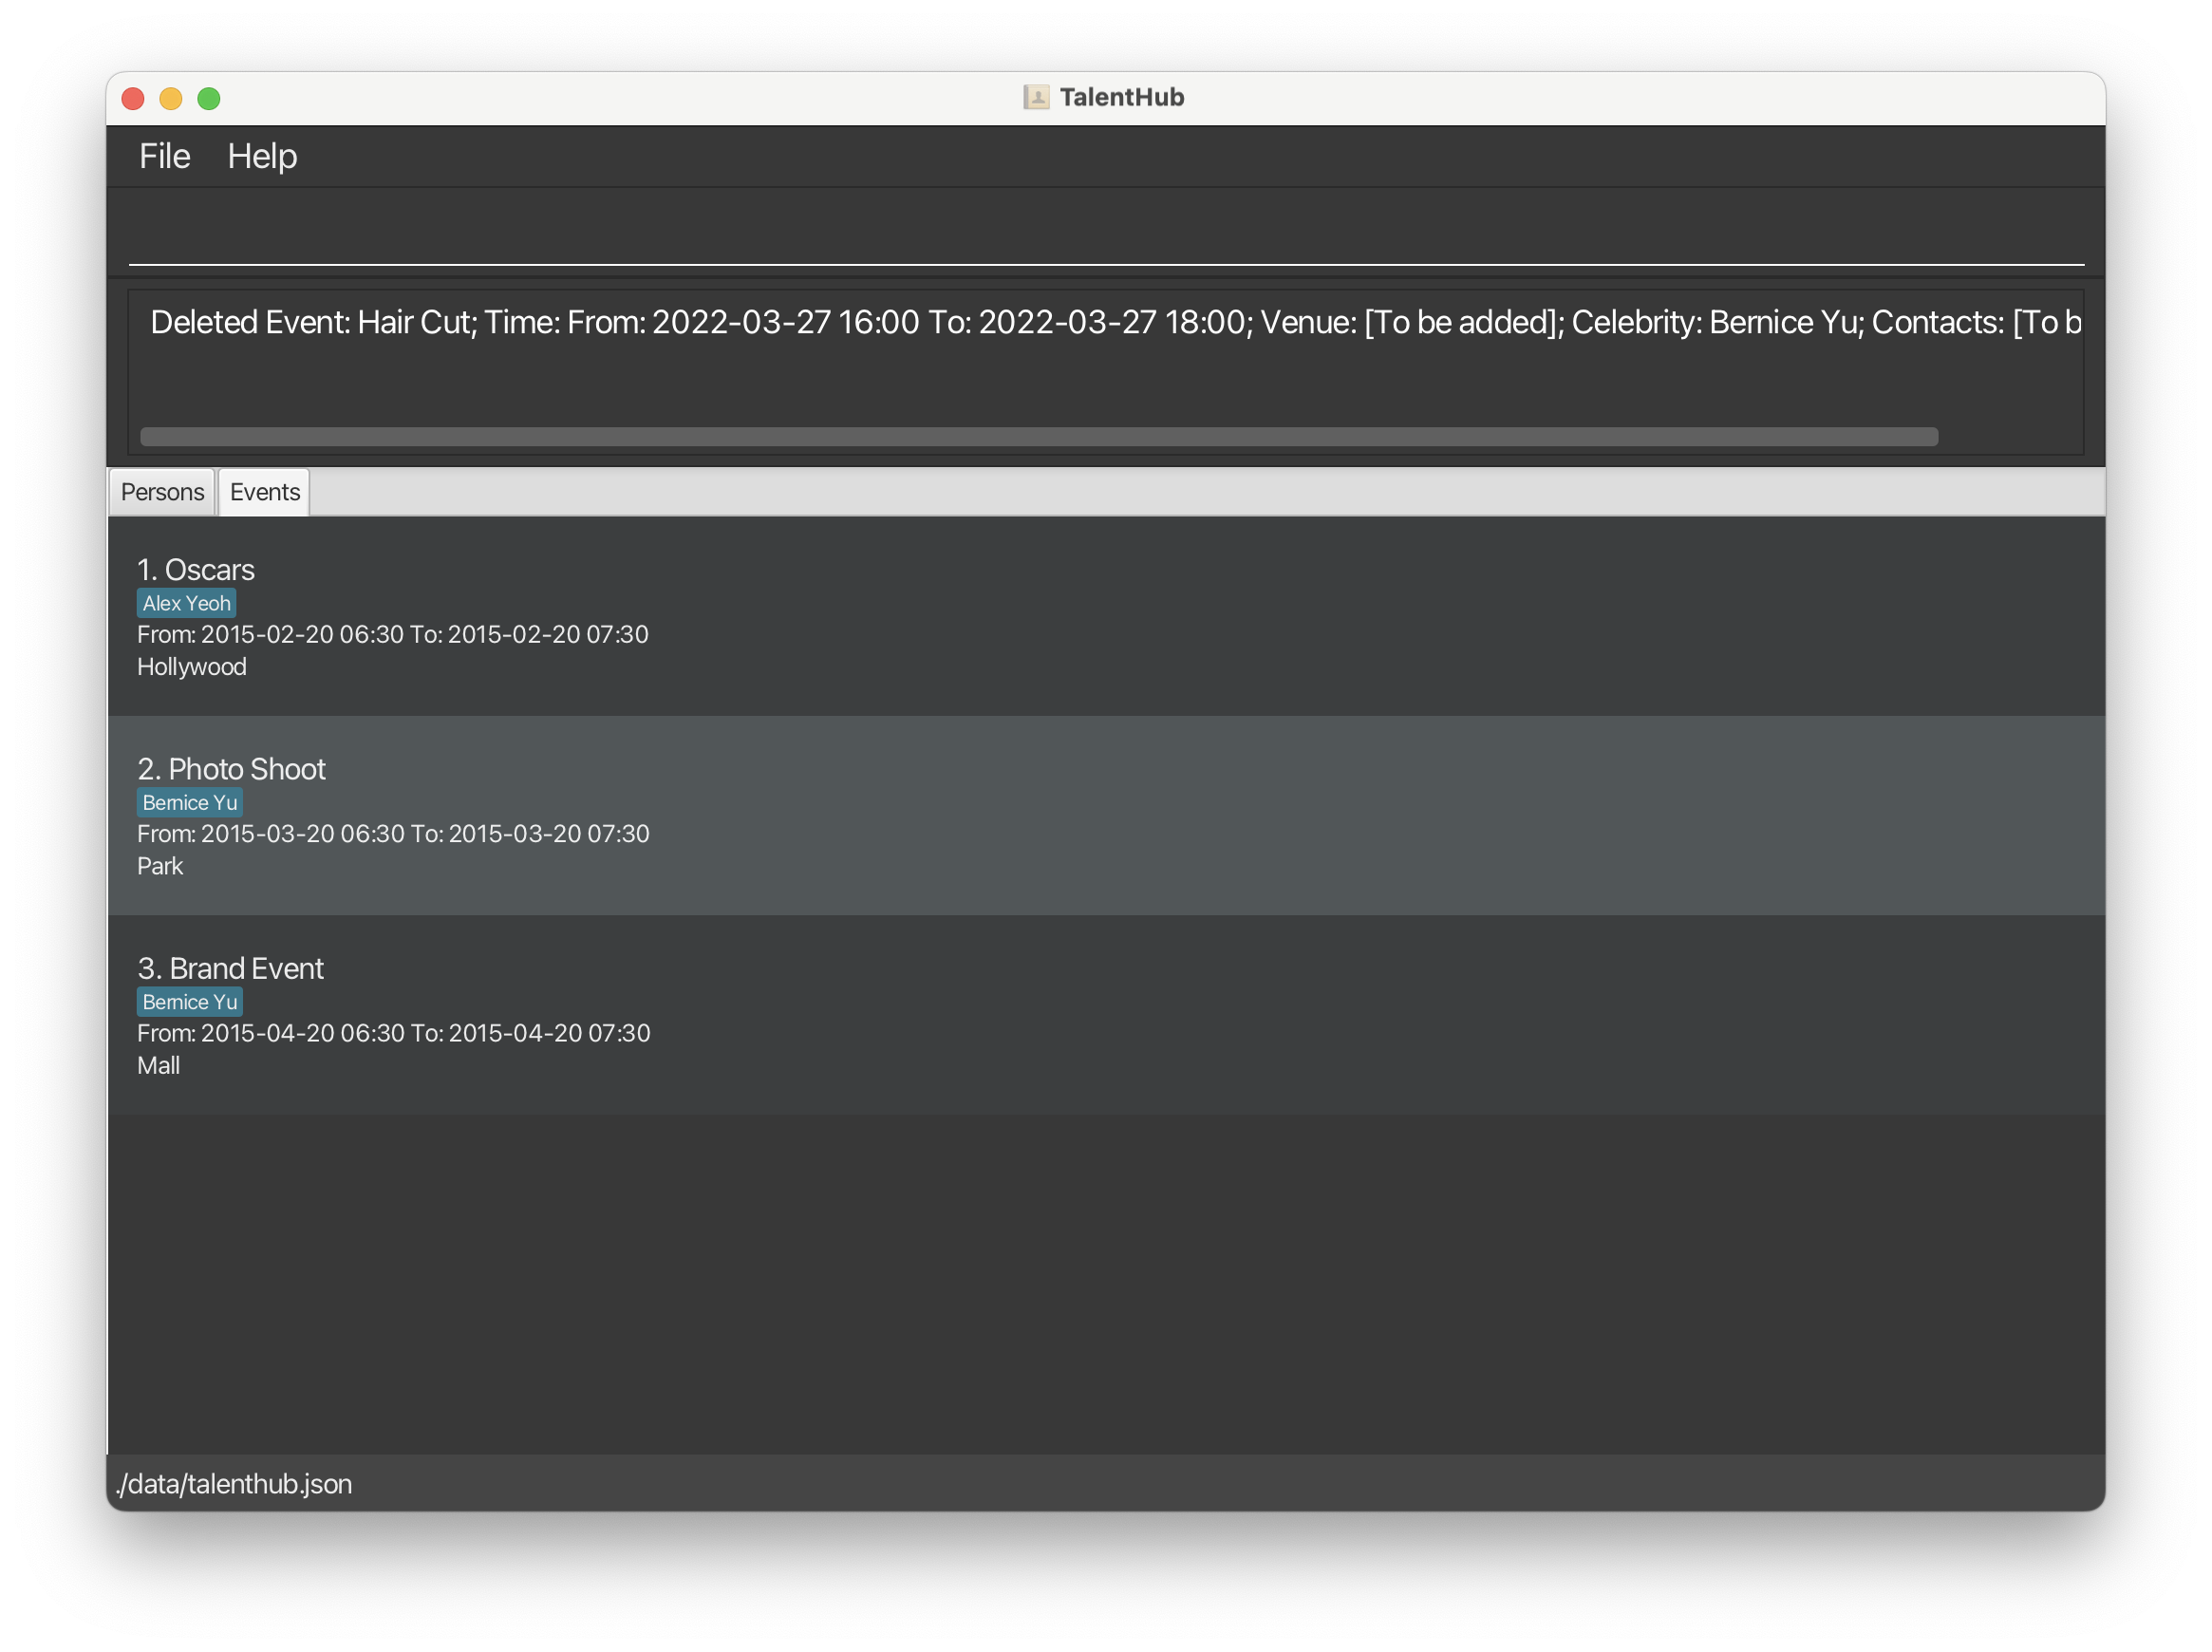 TalentHub
File Help
Deleted Event: Hair Cut; Time: From: 2022-03-27 16:00 To: 2022-03-27 18:00; Venue: [To be added]; Celebrity: Bernice Yu; Contacts: [To b
Persons Events
1. Oscars
Alex Yeoh
From: 2015-02-20 06:30 To: 2015-02-20 07:30
Hollywood
2. Photo Shoot
Bernice Yu
From: 2015-03-20 06:30 To: 2015-03-20 07:30
Park
3. Brand Event
Bernice Yu
From: 2015-04-20 06:30 To: 2015-04-20 07:30
Mall
./data/talenthub.json